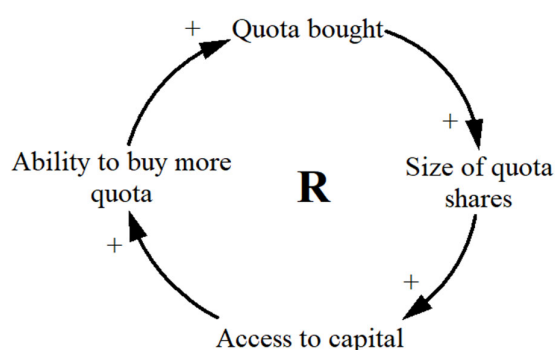 +
Quota bought
+
Ability to buy more
quota
R
Size of quota
shares
+
+
Access to capital